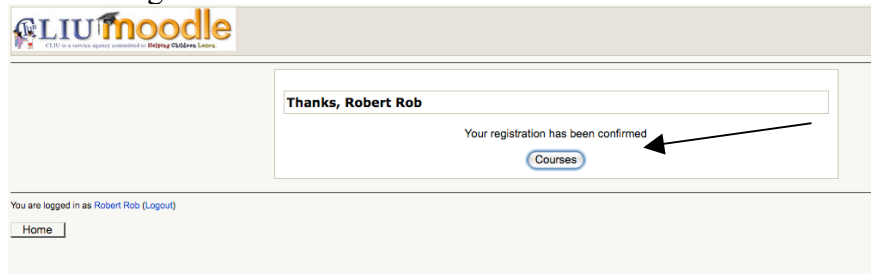 CLIU moodle
CLIU is a service agency committed to Helping Children Learn.
Thanks, Robert Rob
Your registration has been confirmed
Courses
You are logged in as Robert Rob (Logout)
Home